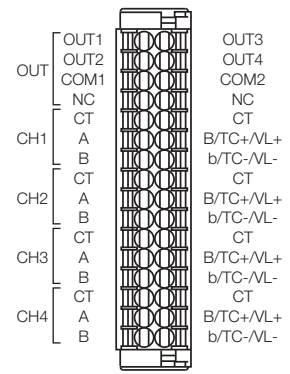 OUT1 OUT3
OUT2 OUT4
OUT
COM1 COM2
NC NC
CT CT
CH1 A B/TC+/VL+
B b/TC-/VL-
CT CT
CH2 A B/TC+/VL+
B b/TC-/VL-
CT CT
CH3 A B/TC+/VL+
B b/TC-/VL-
CT CT
CH4 A B/TC+/VL+
B b/TC-/VL-